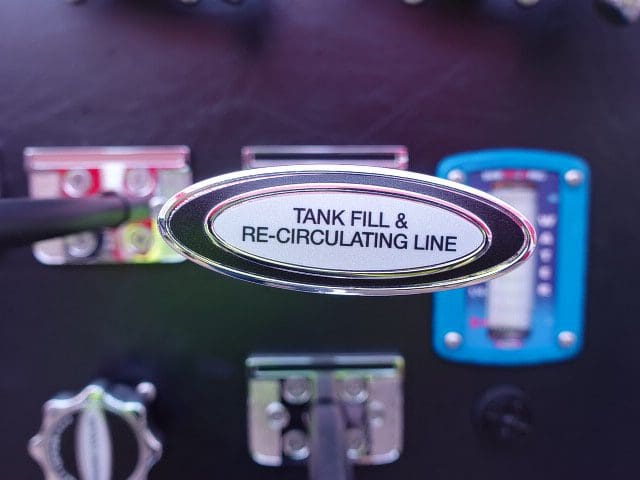 TANK FILL &
RE-CIRCULATING LINE